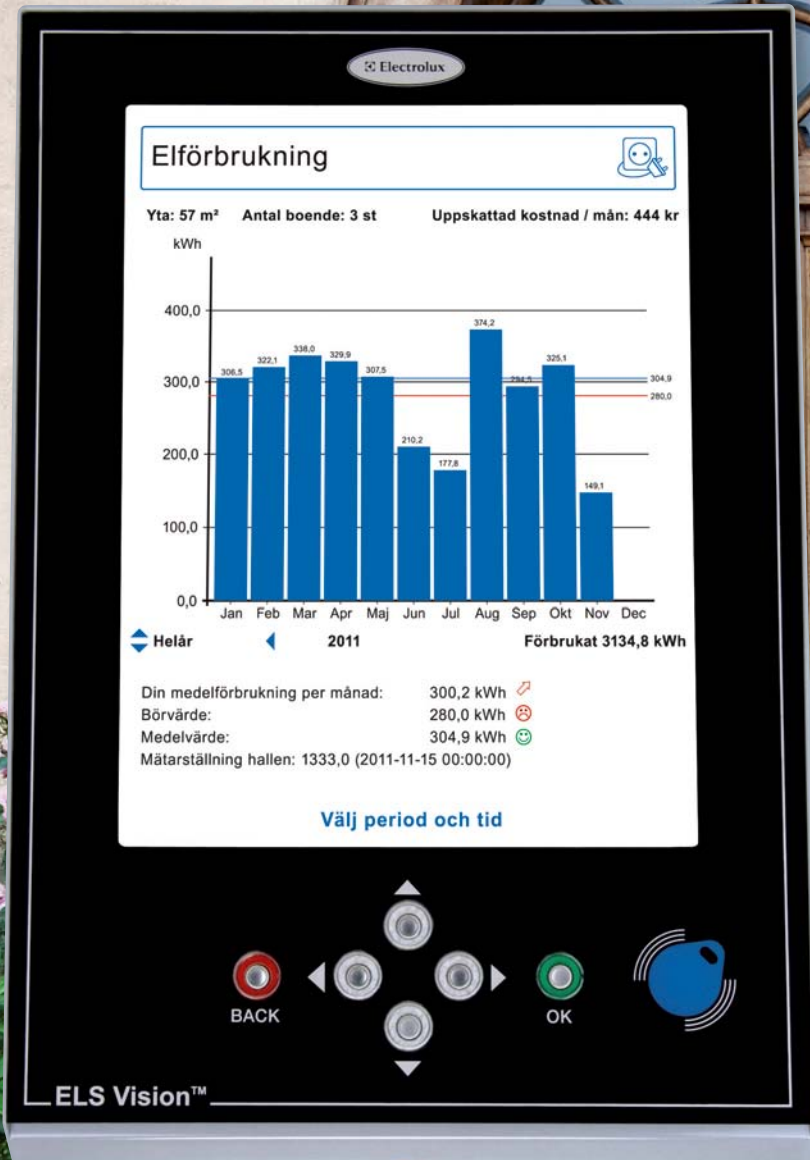 Electrolux
Elförbrukning
Yta: 57 m² Antal boende: 3 st Uppskattad kostnad / mån: 444 kr
kWh
400,0
300,0
200,0
100,0
0,0
306,5 322,1 338,0 329,9 307,5 210,2 177,8 374,2 294,5 325,1 149,1
304,9
280,0
Jan Feb Mar Apr Maj Jun Jul Aug Sep Okt Nov Dec
Helår 2011 Förbrukat 3134,8 kWh
Din medelförbrukning per månad: 300,2 kWh
Börvärde: 280,0 kWh
Medelvärde: 304,9 kWh
Mätarställning hallen: 1333,0 (2011-11-15 00:00:00)
Välj period och tid
BACK OK
ELS Vision™